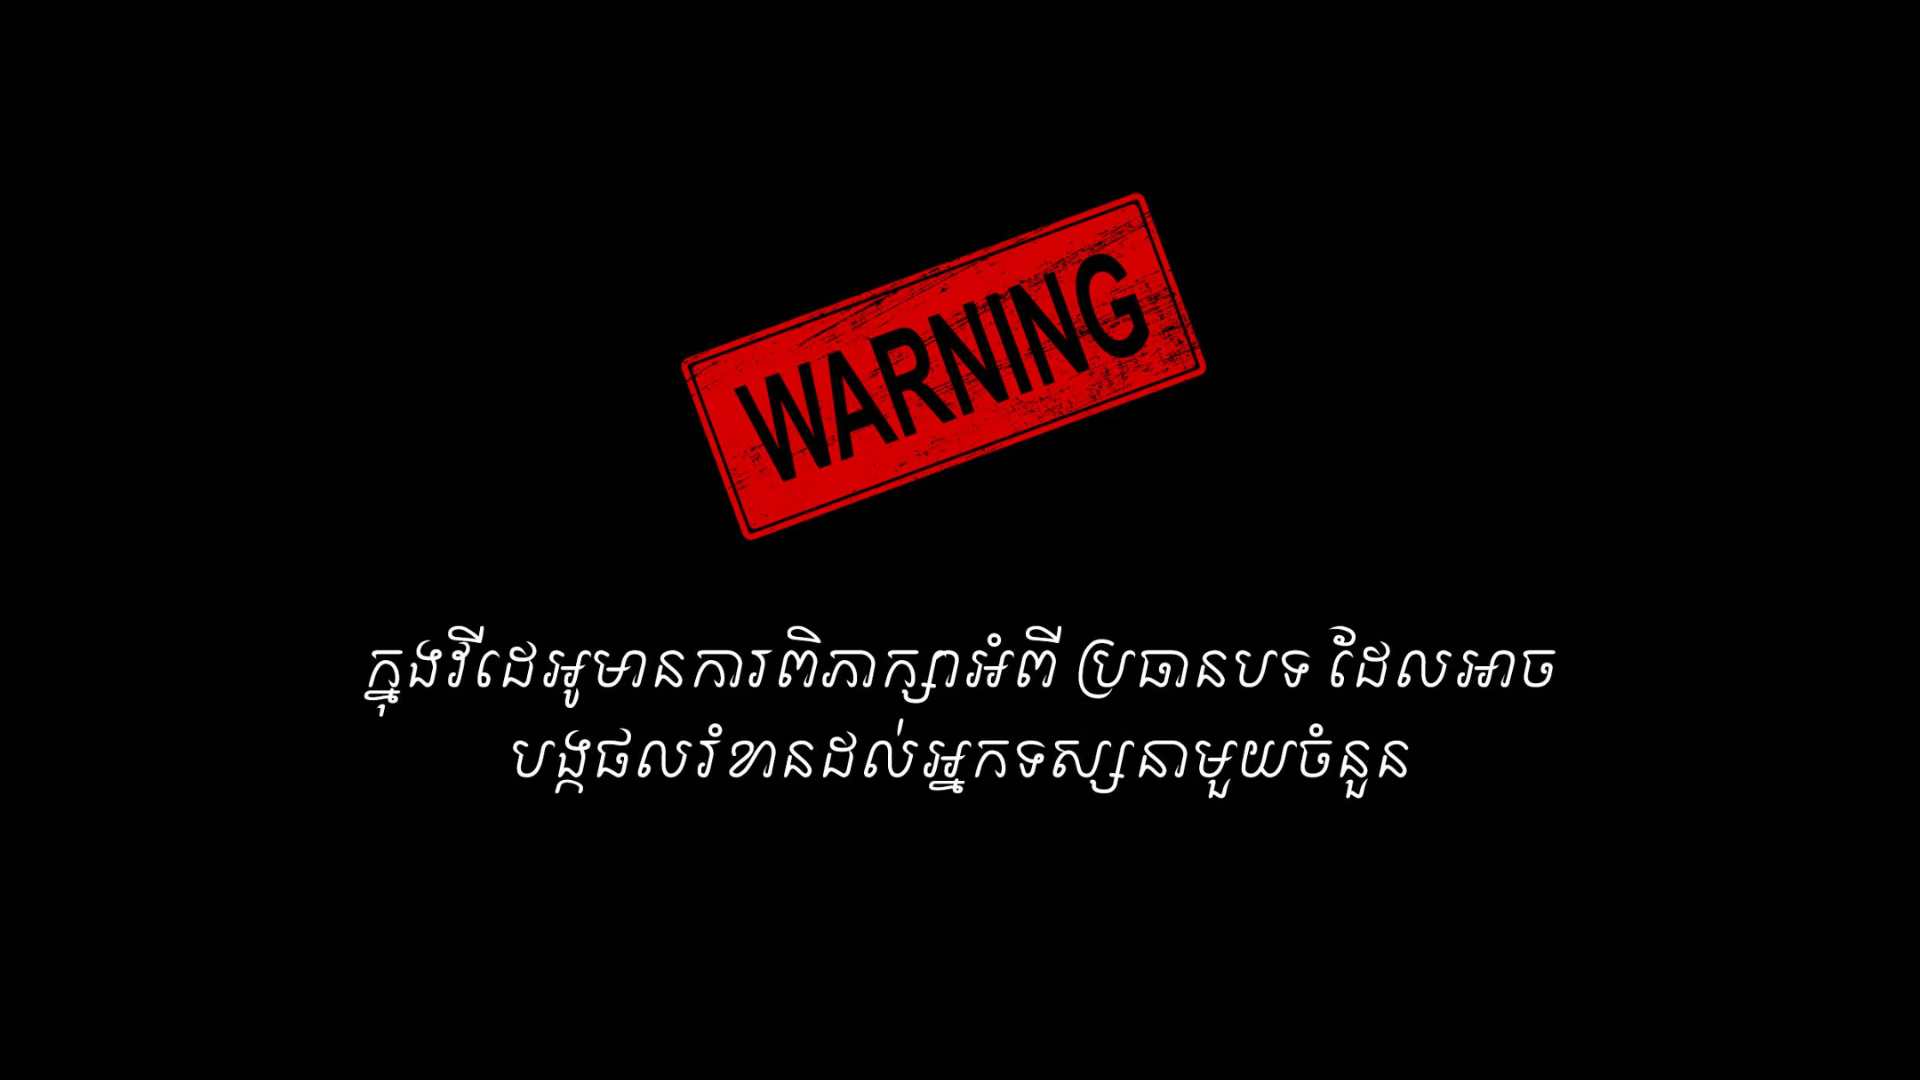 WARNING
ក្នុងវីដេអូមានការពិភាក្សាអំពី ប្រធានបទ ដែលអាច
បង្កផលរំខានដល់អ្នកទស្សនាមួយចំនួន